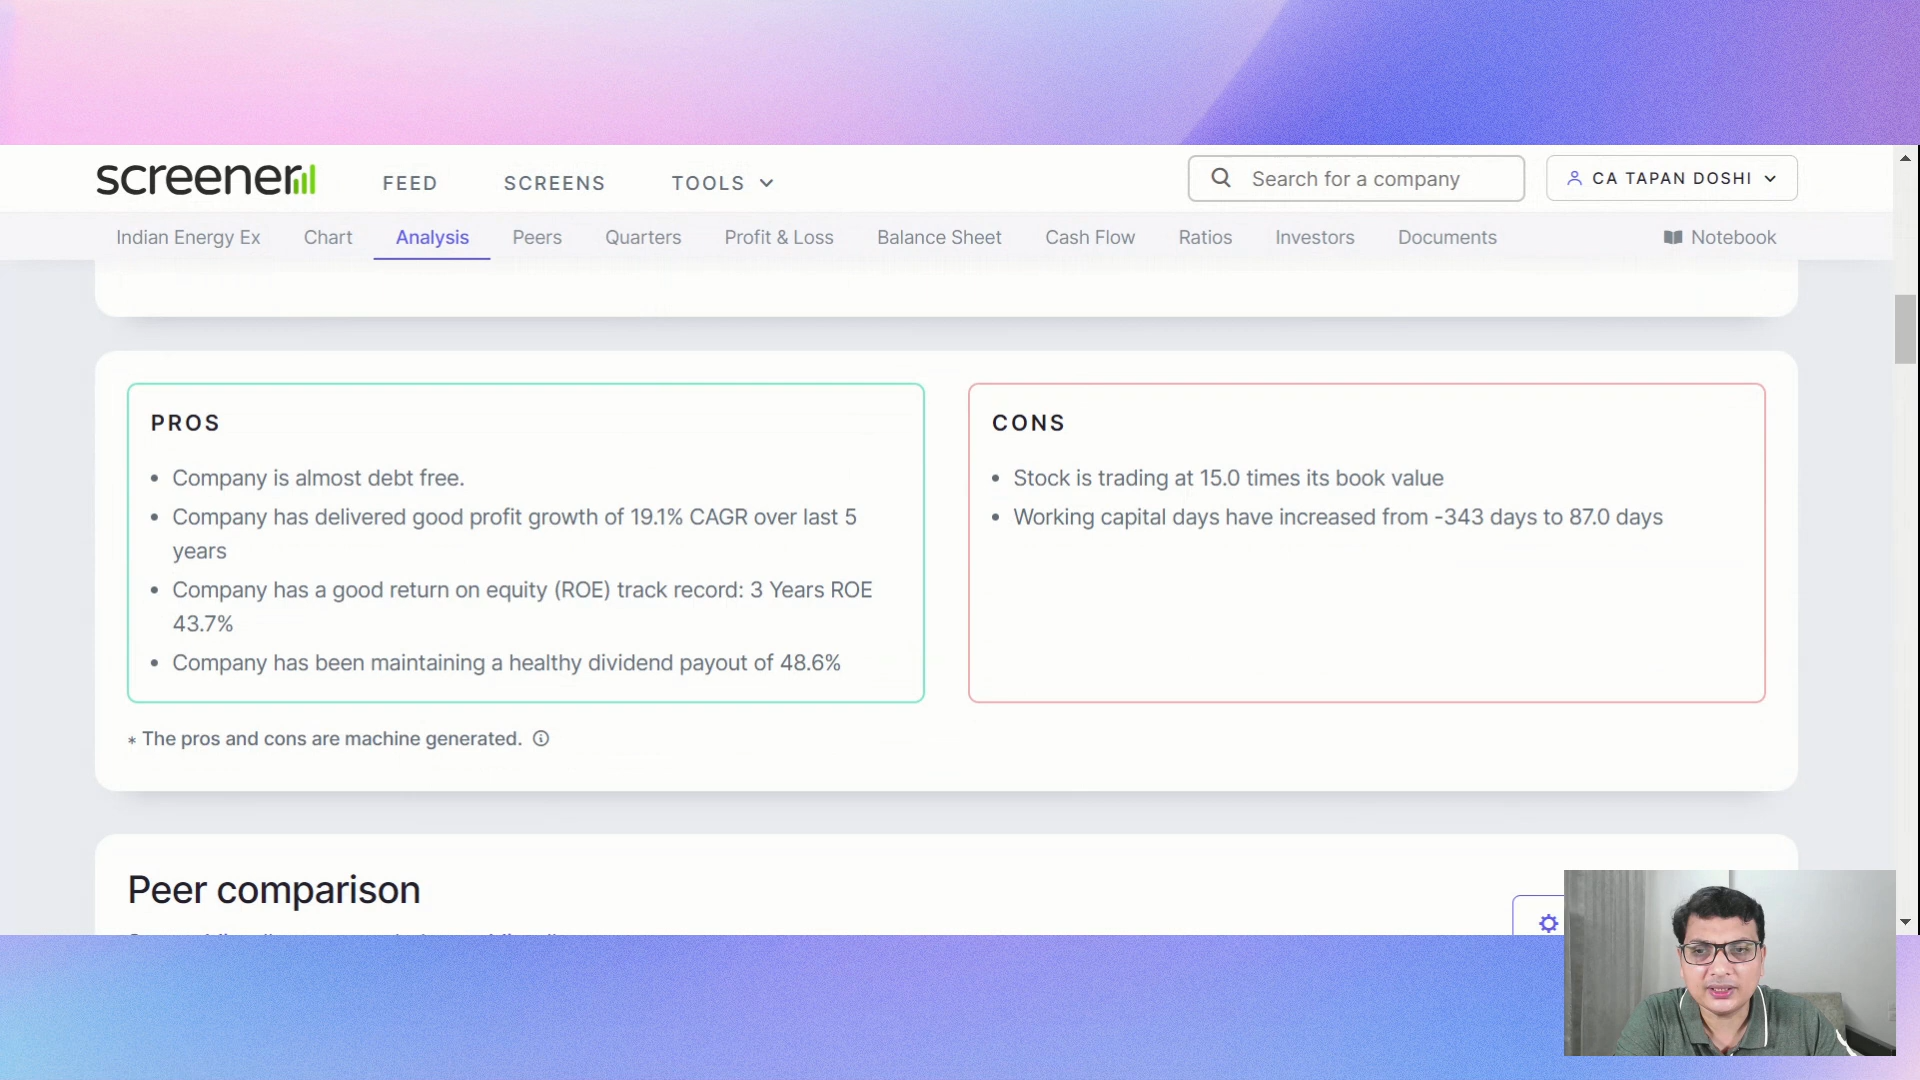 screener
FEED
SCREENS
TOOLS
Search for a company
CA TAPAN DOSHI
Indian Energy Ex
Chart
Analysis
Peers
Quarters
Profit & Loss
Balance Sheet
Cash Flow
Ratios
Investors
Documents
Notebook
PROS
• Company is almost debt free.
• Company has delivered good profit growth of 19.1% CAGR over last 5
years
• Company has a good return on equity (ROE) track record: 3 Years ROE
43.7%
• Company has been maintaining a healthy dividend payout of 48.6%
CONS
• Stock is trading at 15.0 times its book value
• Working capital days have increased from -343 days to 87.0 days
* The pros and cons are machine generated.
Peer comparison